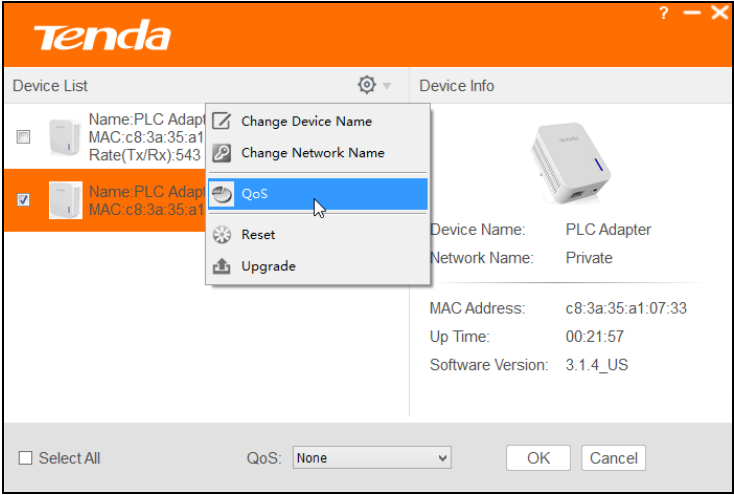 Tenda
?
Device List
Device Info
Name:PLC Adapt
MAC:c8:3a:35:a1
Rate(Tx/Rx):543
Name:PLC Adapt
MAC:c8:3a:35:a1
Change Device Name
Change Network Name
QoS
Reset
Upgrade
Device Name: PLC Adapter
Network Name: Private
MAC Address: c8:3a:35:a1:07:33
Up Time: 00:21:57
Software Version: 3.1.4_US
Select All QoS: None OK Cancel